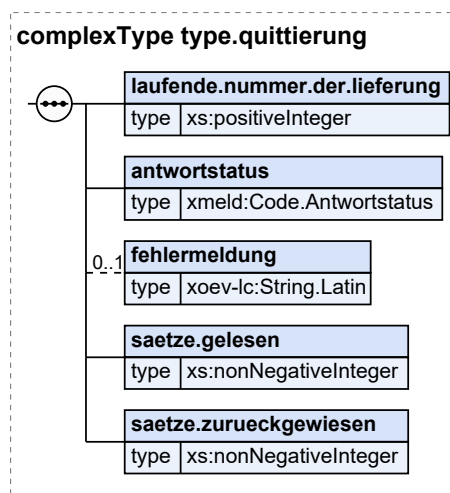 complexType type.quittierung
laufende.nummer.der.lieferung
type xs:positiveInteger
antwortstatus
type xmeld:Code.Antwortstatus
0..1
fehlermeldung
type xoev-lc:String.Latin
saetze.gelesen
type xs:nonNegativeInteger
saetze.zurueckgewiesen
type xs:nonNegativeInteger